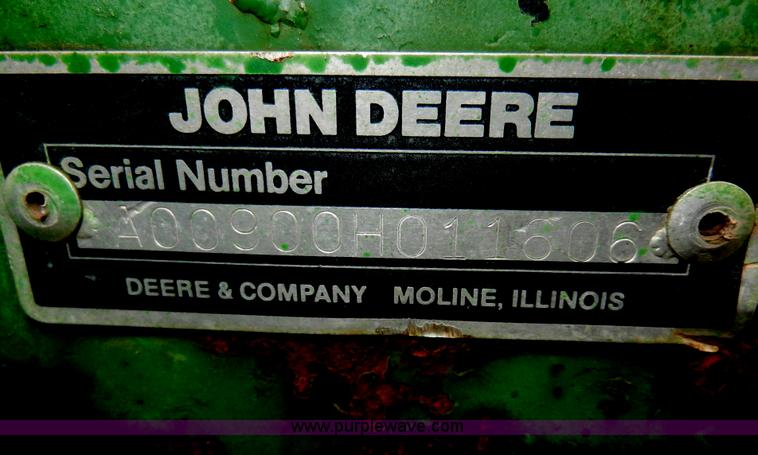 JOHN DEERE
Serial Number
A00900H011606
DEERE & COMPANY MOLINE, ILLINOIS
www.purplewave.com